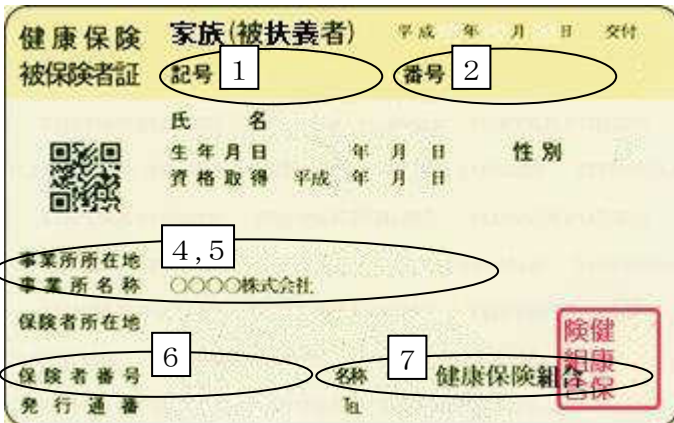 健康保険 家族(被扶養者) 平成 年 月 日 交付
被保険者証 記号 1 番号 2
氏 名
生年月日 年 月 日 性別
資格取得 平成 年 月 日
4,5
事業所所在地
事業所名称 〇〇〇〇株式会社
保険者所在地
6 7
保険者番号 名称 健康保険組合
発行通番 ℡
健康保
険組合